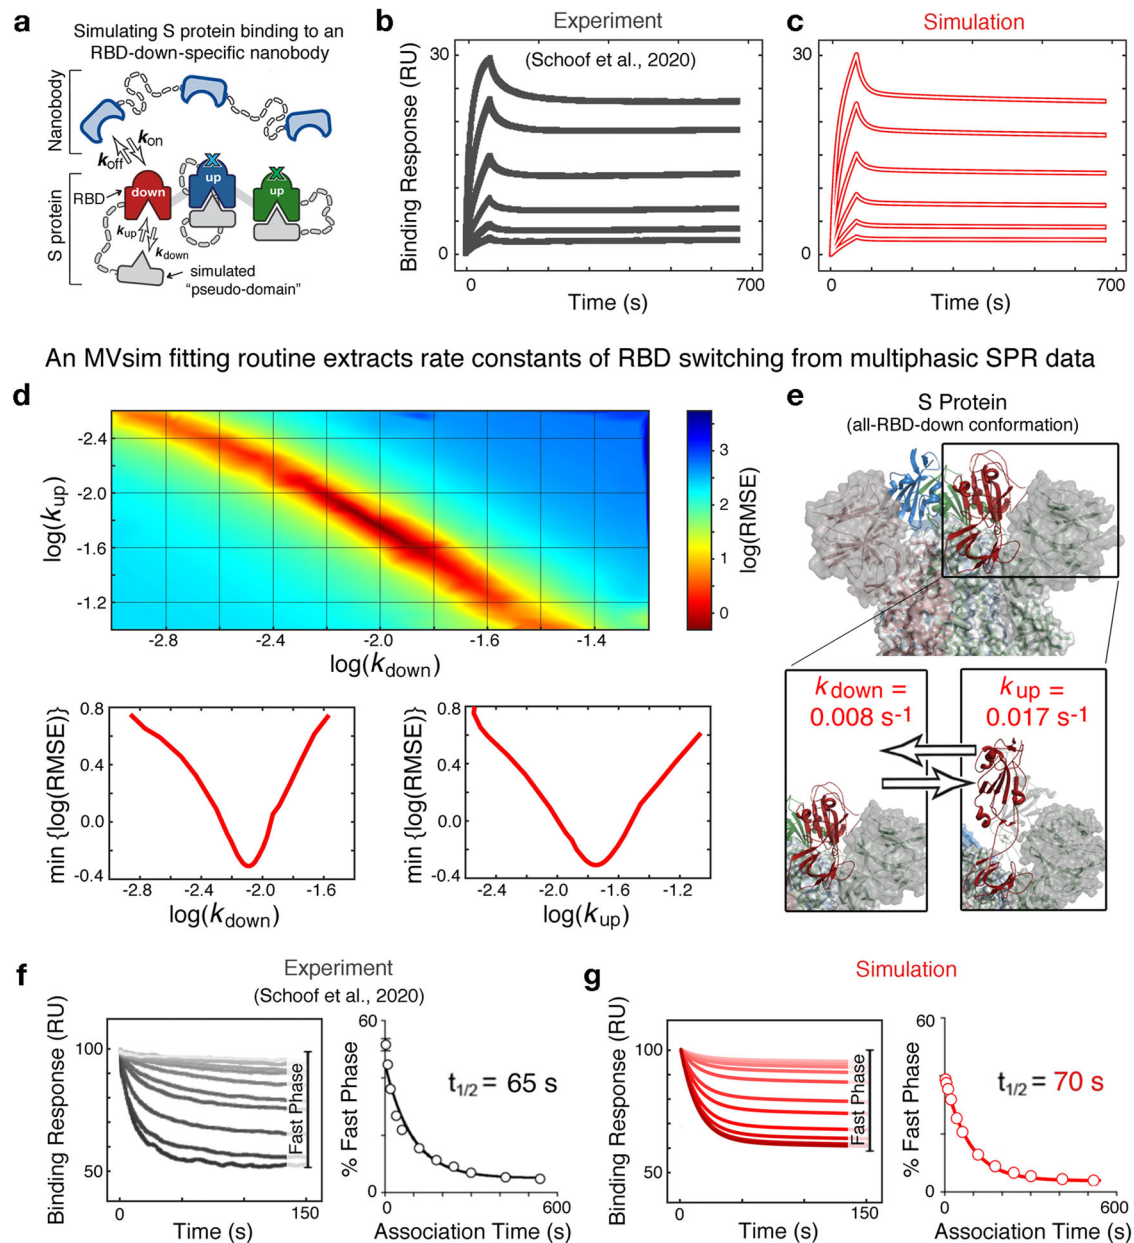 a
Simulating S protein binding to an
RBD-down-specific nanobody
Nanobody
S protein
kon
koff
RBD
down
X
up
X
up
kup
kdown
simulated
"pseudo-domain"
b
Experiment
(Schoof et al., 2020)
Binding Response (RU)
30
0
0
700
Time (s)
c
Simulation
30
0
0
700
Time (s)
An MVsim fitting routine extracts rate constants of RBD switching from multiphasic SPR data
d
log(kup)
-2.4
-2.0
-1.6
-1.2
-2.8
-2.4
-2.0
-1.6
-1.4
log(kdown)
3
2
1
0
log(RMSE)
min {log(RMSE)}
0.8
0.4
0.0
-0.4
-2.8
-2.4
-2.0
-1.6
log(kdown)
min {log(RMSE)}
0.8
0.4
0.0
-0.4
-2.4
-2.0
-1.6
-1.2
log(kup)
e
S Protein
(all-RBD-down conformation)
kdown =
0.008 s-1
kup =
0.017 s-1
f
Experiment
(Schoof et al., 2020)
Binding Response (RU)
100
50
0
150
Time (s)
Fast Phase
% Fast Phase
60
0
600
t1/2 = 65 s
Association Time (s)
g
Simulation
Binding Response (RU)
100
50
0
150
Time (s)
Fast Phase
% Fast Phase
60
0
600
t1/2 = 70 s
Association Time (s)